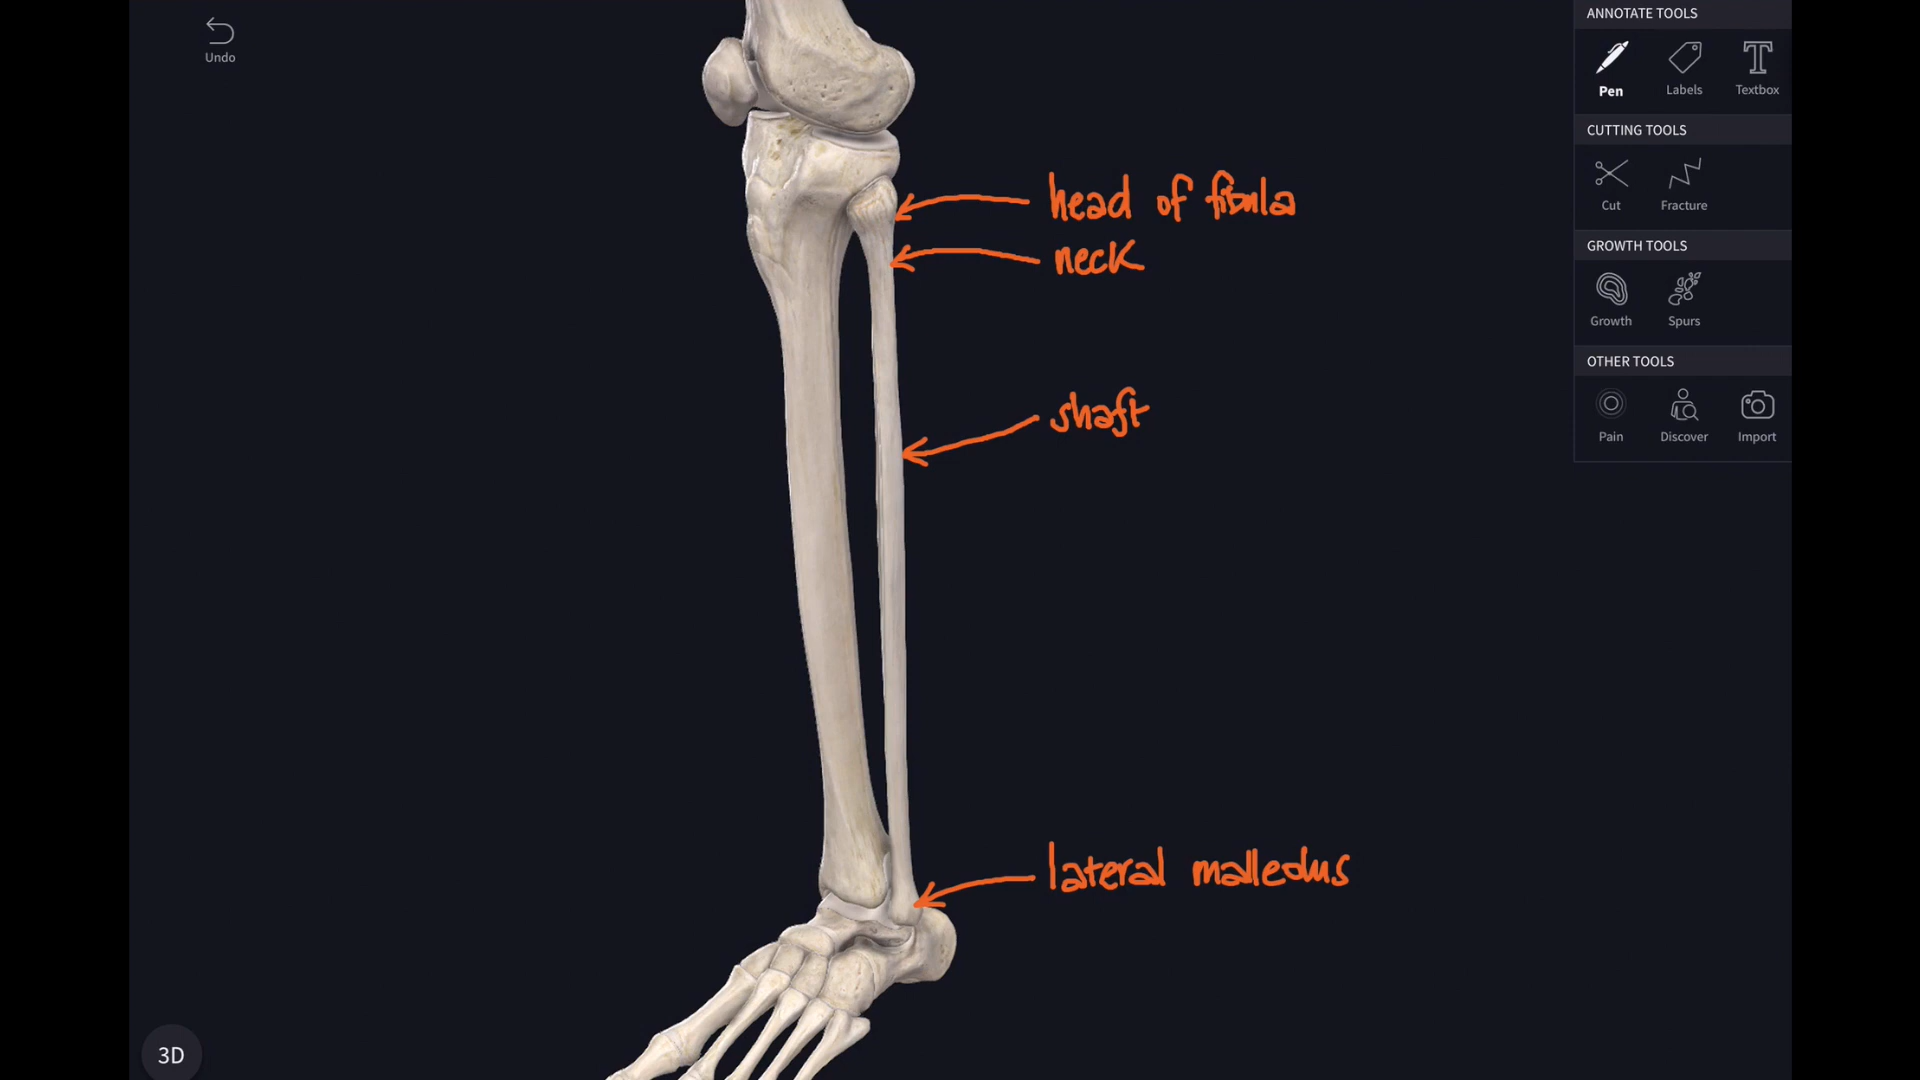 Undo
ANNOTATE TOOLS
Pen
Labels
Textbox
CUTTING TOOLS
Cut
Fracture
GROWTH TOOLS
Growth
Spurs
OTHER TOOLS
Pain
Discover
Import
head of fibula
neck
shaft
lateral malleolus
3D